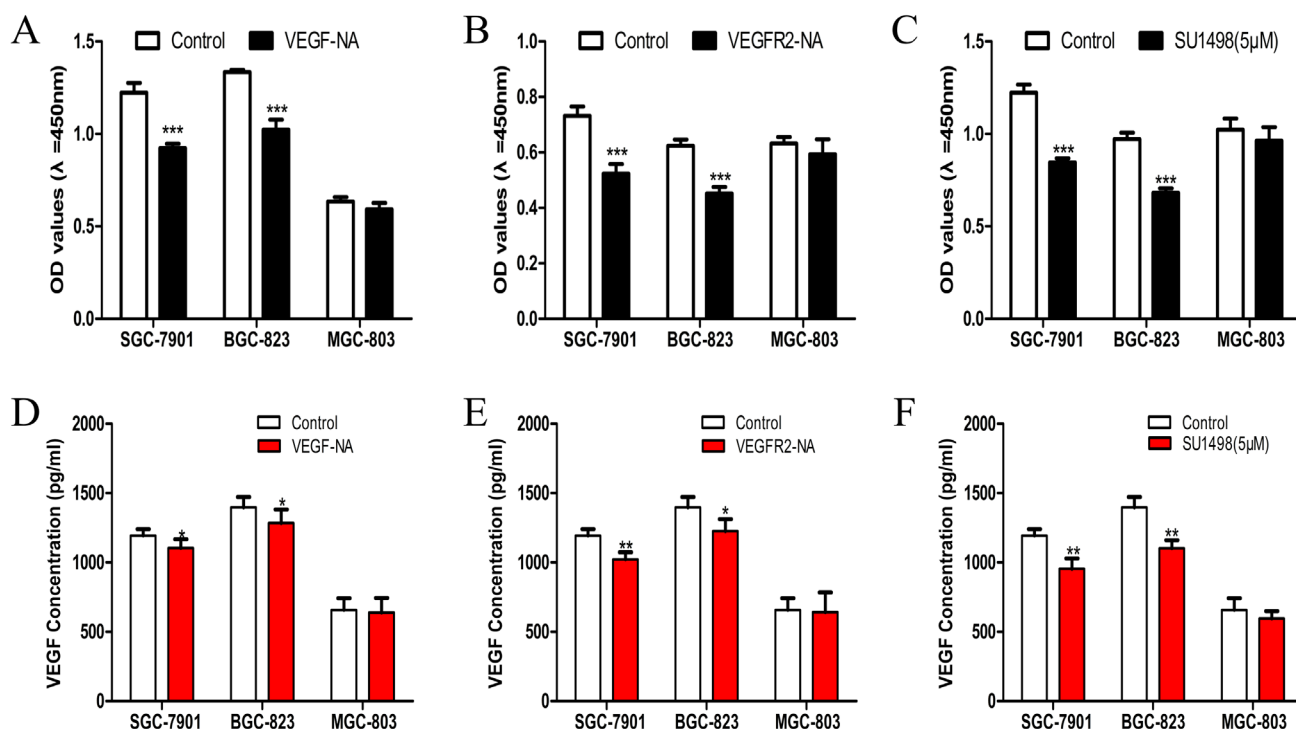 A
Control
VEGF-NA
OD values (λ =450nm)
1.5
1.0
0.5
0.0
***
***
SGC-7901
BGC-823
MGC-803
B
Control
VEGFR2-NA
OD values (λ =450nm)
1.0
0.8
0.6
0.4
0.2
0.0
***
***
SGC-7901
BGC-823
MGC-803
C
Control
SU1498(5µM)
OD values (λ =450nm)
1.5
1.0
0.5
0.0
***
***
SGC-7901
BGC-823
MGC-803
D
Control
VEGF-NA
VEGF Concentration (pg/ml)
2000
1500
1000
500
0
*
*
SGC-7901
BGC-823
MGC-803
E
Control
VEGFR2-NA
VEGF Concentration (pg/ml)
2000
1500
1000
500
0
**
*
SGC-7901
BGC-823
MGC-803
F
Control
SU1498(5µM)
VEGF Concentration (pg/ml)
2000
1500
1000
500
0
**
**
SGC-7901
BGC-823
MGC-803